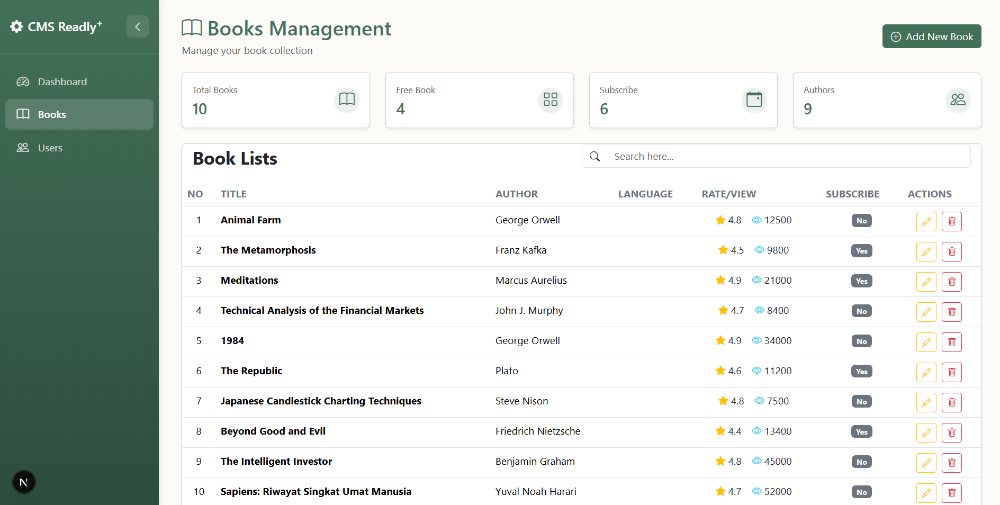 CMS Readly⁺
Dashboard
Books
Users
N
Books Management
Manage your book collection
Add New Book
Total Books
10
Free Book
4
Subscribe
6
Authors
9
Book Lists
Search here...
NO TITLE AUTHOR LANGUAGE RATE/VIEW SUBSCRIBE ACTIONS
1 Animal Farm George Orwell 4.8 12500 No
2 The Metamorphosis Franz Kafka 4.5 9800 Yes
3 Meditations Marcus Aurelius 4.9 21000 Yes
4 Technical Analysis of the Financial Markets John J. Murphy 4.7 8400 No
5 1984 George Orwell 4.9 34000 No
6 The Republic Plato 4.6 11200 Yes
7 Japanese Candlestick Charting Techniques Steve Nison 4.8 7500 No
8 Beyond Good and Evil Friedrich Nietzsche 4.4 13400 Yes
9 The Intelligent Investor Benjamin Graham 4.8 45000 No
10 Sapiens: Riwayat Singkat Umat Manusia Yuval Noah Harari 4.7 52000 No